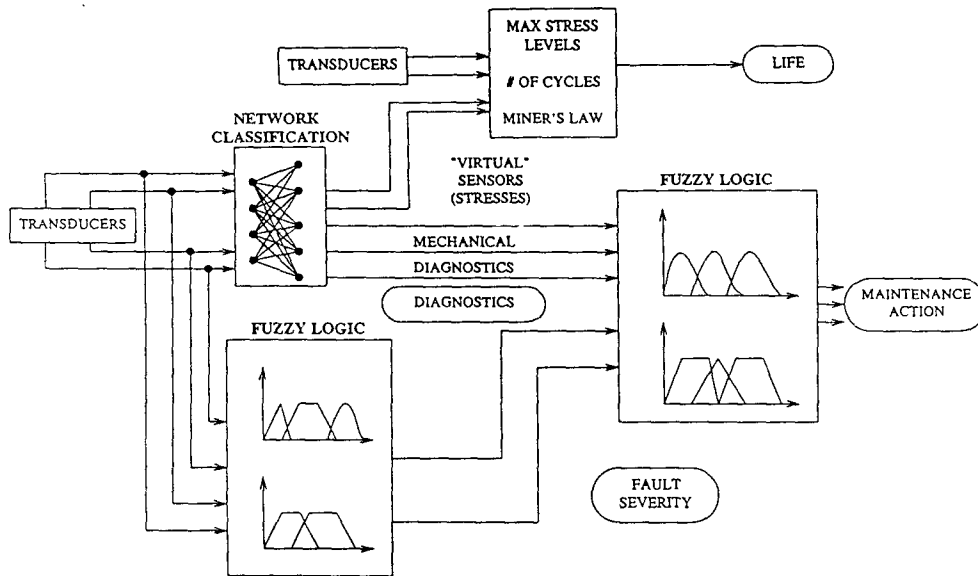 MAX STRESS
LEVELS
# OF CYCLES
MINER'S LAW
TRANSDUCERS
LIFE
NETWORK
CLASSIFICATION
"VIRTUAL"
SENSORS
(STRESSES)
FUZZY LOGIC
TRANSDUCERS
MECHANICAL
DIAGNOSTICS
DIAGNOSTICS
MAINTENANCE
ACTION
FUZZY LOGIC
FAULT
SEVERITY